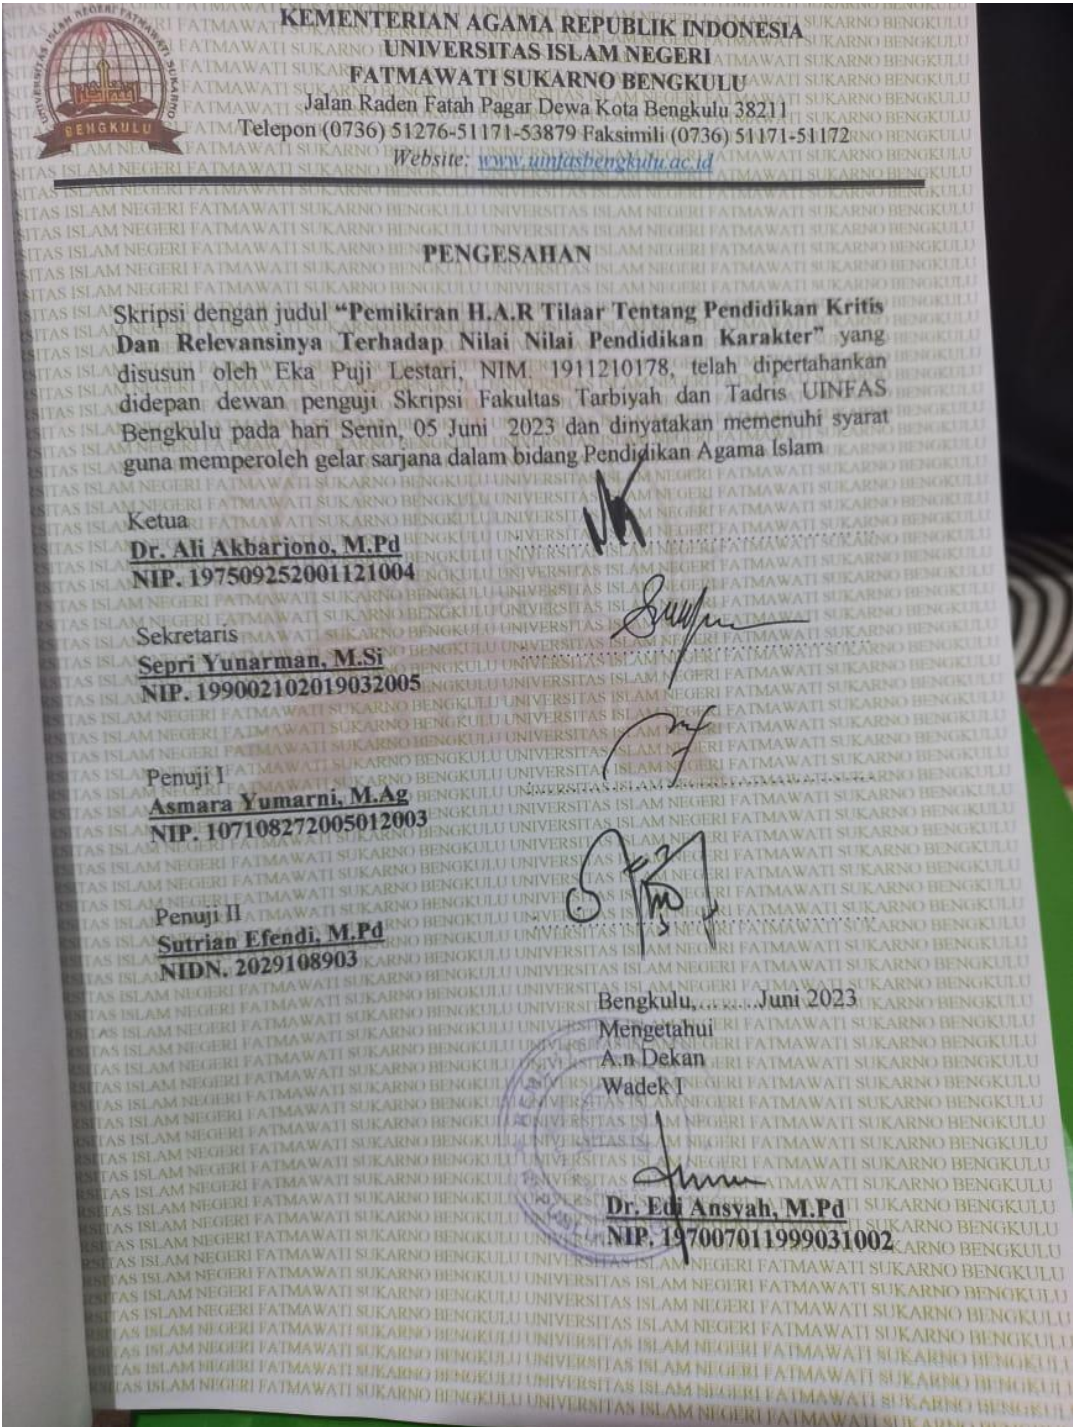 KEMENTERIAN AGAMA REPUBLIK INDONESIA
UNIVERSITAS ISLAM NEGERI
FATMAWATI SUKARNO BENGKULU
Jalan Raden Fatah Pagar Dewa Kota Bengkulu 38211
Telepon (0736) 51276-51171-53879 Faksimili (0736) 51171-51172
Website: www.uinfasbengkulu.ac.id
BENGKULU
PENGESAHAN
Skripsi dengan judul “Pemikiran H.A.R Tilaar Tentang Pendidikan Kritis
Dan Relevansinya Terhadap Nilai Nilai Pendidikan Karakter” yang
disusun oleh Eka Puji Lestari, NIM. 1911210178, telah dipertahankan
didepan dewan penguji Skripsi Fakultas Tarbiyah dan Tadris UINFAS
Bengkulu pada hari Senin, 05 Juni 2023 dan dinyatakan memenuhi syarat
guna memperoleh gelar sarjana dalam bidang Pendidikan Agama Islam
Ketua
Dr. Ali Akbarjono, M.Pd
NIP. 197509252001121004
Sekretaris
Sepri Yunarman, M.Si
NIP. 199002102019032005
Penuji I
Asmara Yumarni, M.Ag
NIP. 107108272005012003
Penuji II
Sutrian Efendi, M.Pd
NIDN. 2029108903
Bengkulu,.........Juni 2023
Mengetahui
A.n Dekan
Wadek I
Dr. Edi Ansyah, M.Pd
NIP. 197007011999031002